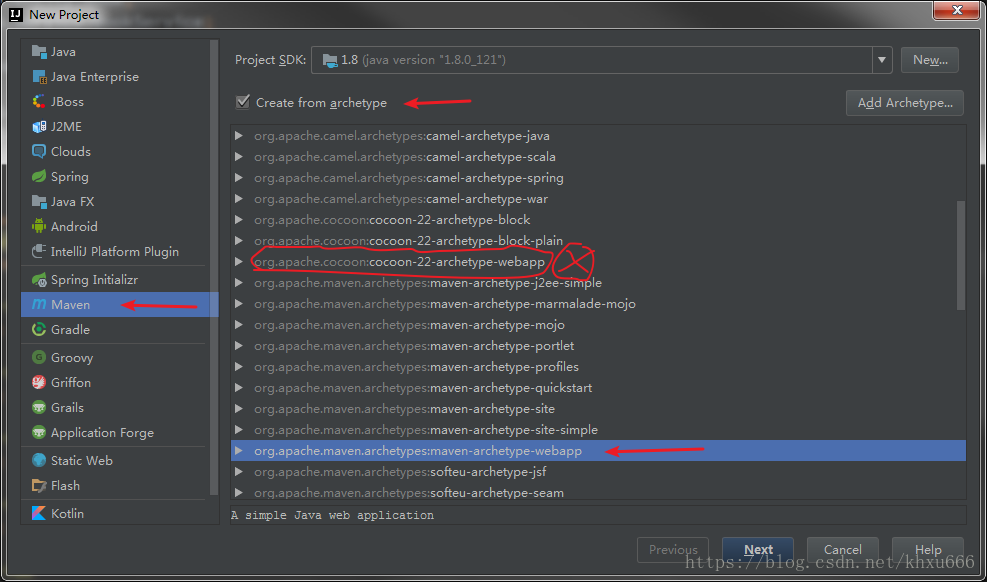 New Project
Java
Java Enterprise
JBoss
J2ME
Clouds
Spring
Java FX
Android
IntelliJ Platform Plugin
Spring Initializr
Maven
Gradle
Groovy
Griffon
Grails
Application Forge
Static Web
Flash
Kotlin
Project SDK: 1.8 (java version "1.8.0_121") New...
Create from archetype
Add Archetype...
org.apache.camel.archetypes:camel-archetype-java
org.apache.camel.archetypes:camel-archetype-scala
org.apache.camel.archetypes:camel-archetype-spring
org.apache.camel.archetypes:camel-archetype-war
org.apache.cocoon:cocoon-22-archetype-block
org.apache.cocoon:cocoon-22-archetype-block-plain
org.apache.cocoon:cocoon-22-archetype-webapp
org.apache.maven.archetypes:maven-archetype-j2ee-simple
org.apache.maven.archetypes:maven-archetype-marmalade-mojo
org.apache.maven.archetypes:maven-archetype-mojo
org.apache.maven.archetypes:maven-archetype-portlet
org.apache.maven.archetypes:maven-archetype-profiles
org.apache.maven.archetypes:maven-archetype-quickstart
org.apache.maven.archetypes:maven-archetype-site
org.apache.maven.archetypes:maven-archetype-site-simple
org.apache.maven.archetypes:maven-archetype-webapp
org.apache.maven.archetypes:softeu-archetype-jsf
org.apache.maven.archetypes:softeu-archetype-seam
A simple Java web application
Previous Next Cancel Help
https://blog.csdn.net/khxu666